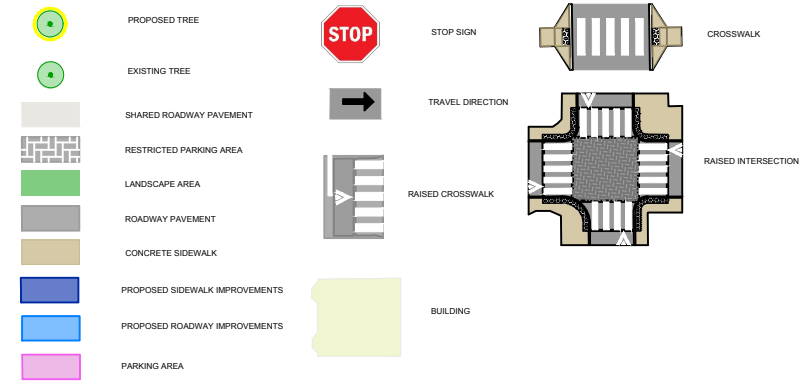 PROPOSED TREE
EXISTING TREE
SHARED ROADWAY PAVEMENT
RESTRICTED PARKING AREA
LANDSCAPE AREA
ROADWAY PAVEMENT
CONCRETE SIDEWALK
PROPOSED SIDEWALK IMPROVEMENTS
PROPOSED ROADWAY IMPROVEMENTS
PARKING AREA
STOP
STOP SIGN
TRAVEL DIRECTION
RAISED CROSSWALK
BUILDING
CROSSWALK
RAISED INTERSECTION